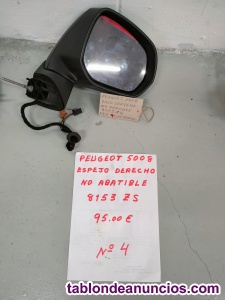 PEUGEOT 5008
ESPEJO DERECHO
NO ABATIBLE
8153 ZS
95.00 €
Nº 4
tablondeanuncios.com